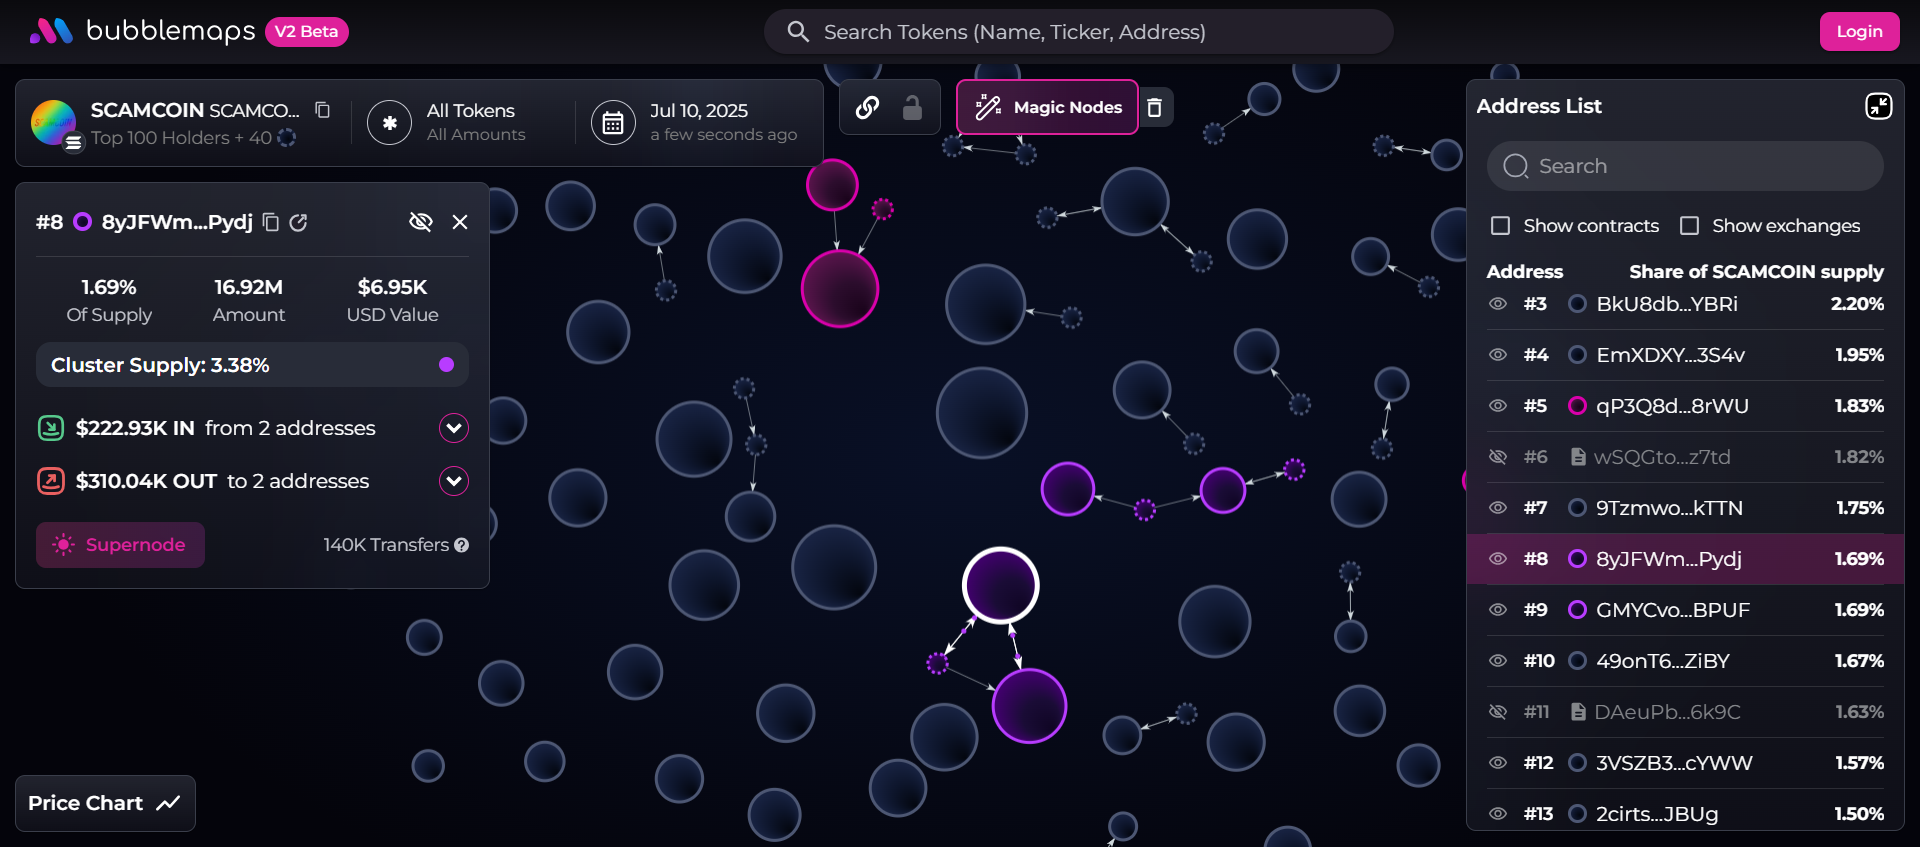 bubblemaps V2 Beta
Search Tokens (Name, Ticker, Address)
Login
SCAMCOIN SCAMCO...
Top 100 Holders + 40
All Tokens
All Amounts
Jul 10, 2025
a few seconds ago
Magic Nodes
#8 8yJFWm...Pydj
1.69% 16.92M $6.95K
Of Supply Amount USD Value
Cluster Supply: 3.38%
$222.93K IN from 2 addresses
$310.04K OUT to 2 addresses
Supernode 140K Transfers ?
Price Chart
Address List
Search
Show contracts Show exchanges
Address Share of SCAMCOIN supply
#3 BkU8db...YBRi 2.20%
#4 EmXDXY...3S4v 1.95%
#5 qP3Q8d...8rWU 1.83%
#6 wSQGto...z7td 1.82%
#7 9Tzmwo...kTTN 1.75%
#8 8yJFWm...Pydj 1.69%
#9 GMYCvo...BPUF 1.69%
#10 49onT6...ZiBY 1.67%
#11 DAeuPb...6k9C 1.63%
#12 3VSZB3...cYWW 1.57%
#13 2cirts...JBUg 1.50%